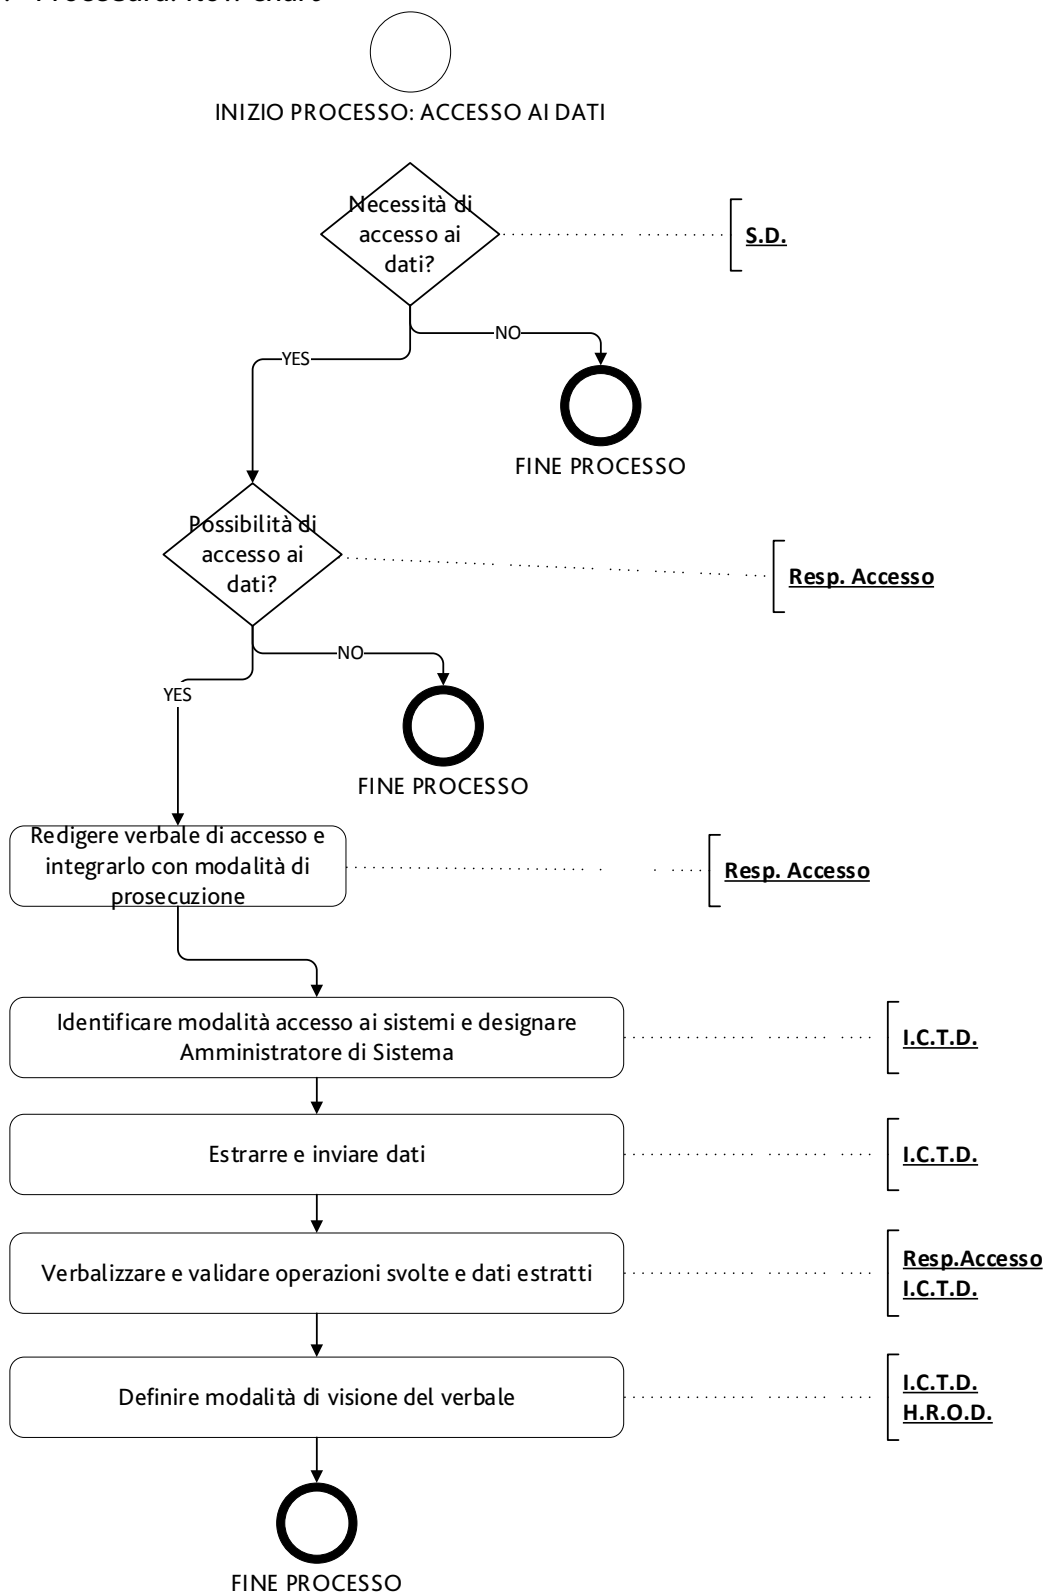 Procedural flow chart
INIZIO PROCESSO: ACCESSO AI DATI
Necessità di
accesso ai
dati?
S.D.
NO
YES
FINE PROCESSO
Possibilità di
accesso ai
dati?
Resp. Accesso
NO
YES
FINE PROCESSO
Redigere verbale di accesso e
integrarlo con modalità di
prosecuzione
Resp. Accesso
Identificare modalità accesso ai sistemi e designare
Amministratore di Sistema
I.C.T.D.
Estrarre e inviare dati
I.C.T.D.
Verbalizzare e validare operazioni svolte e dati estratti
Resp.Accesso
I.C.T.D.
Definire modalità di visione del verbale
I.C.T.D.
H.R.O.D.
FINE PROCESSO